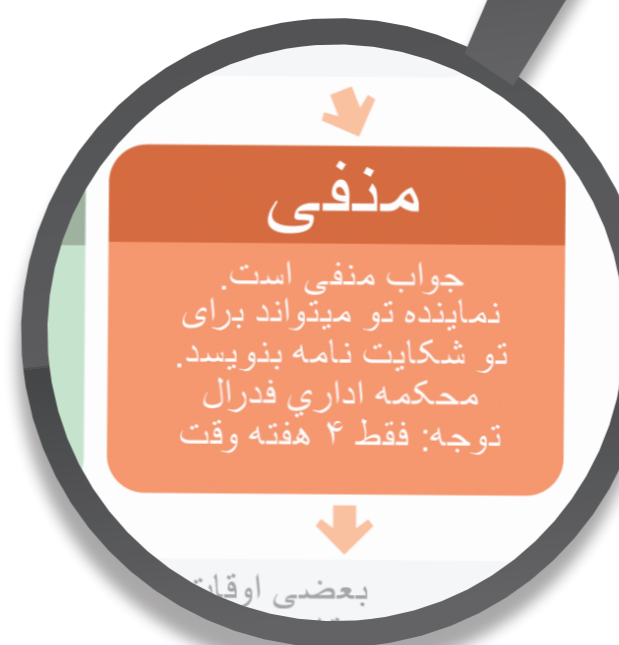 منفی
جواب منفی است.
نماینده تو میتواند برای
تو شکایت نامه بنویسد.
محکمه اداري فدرال
توجه: فقط ۴ هفته وقت
بعضی اوقات